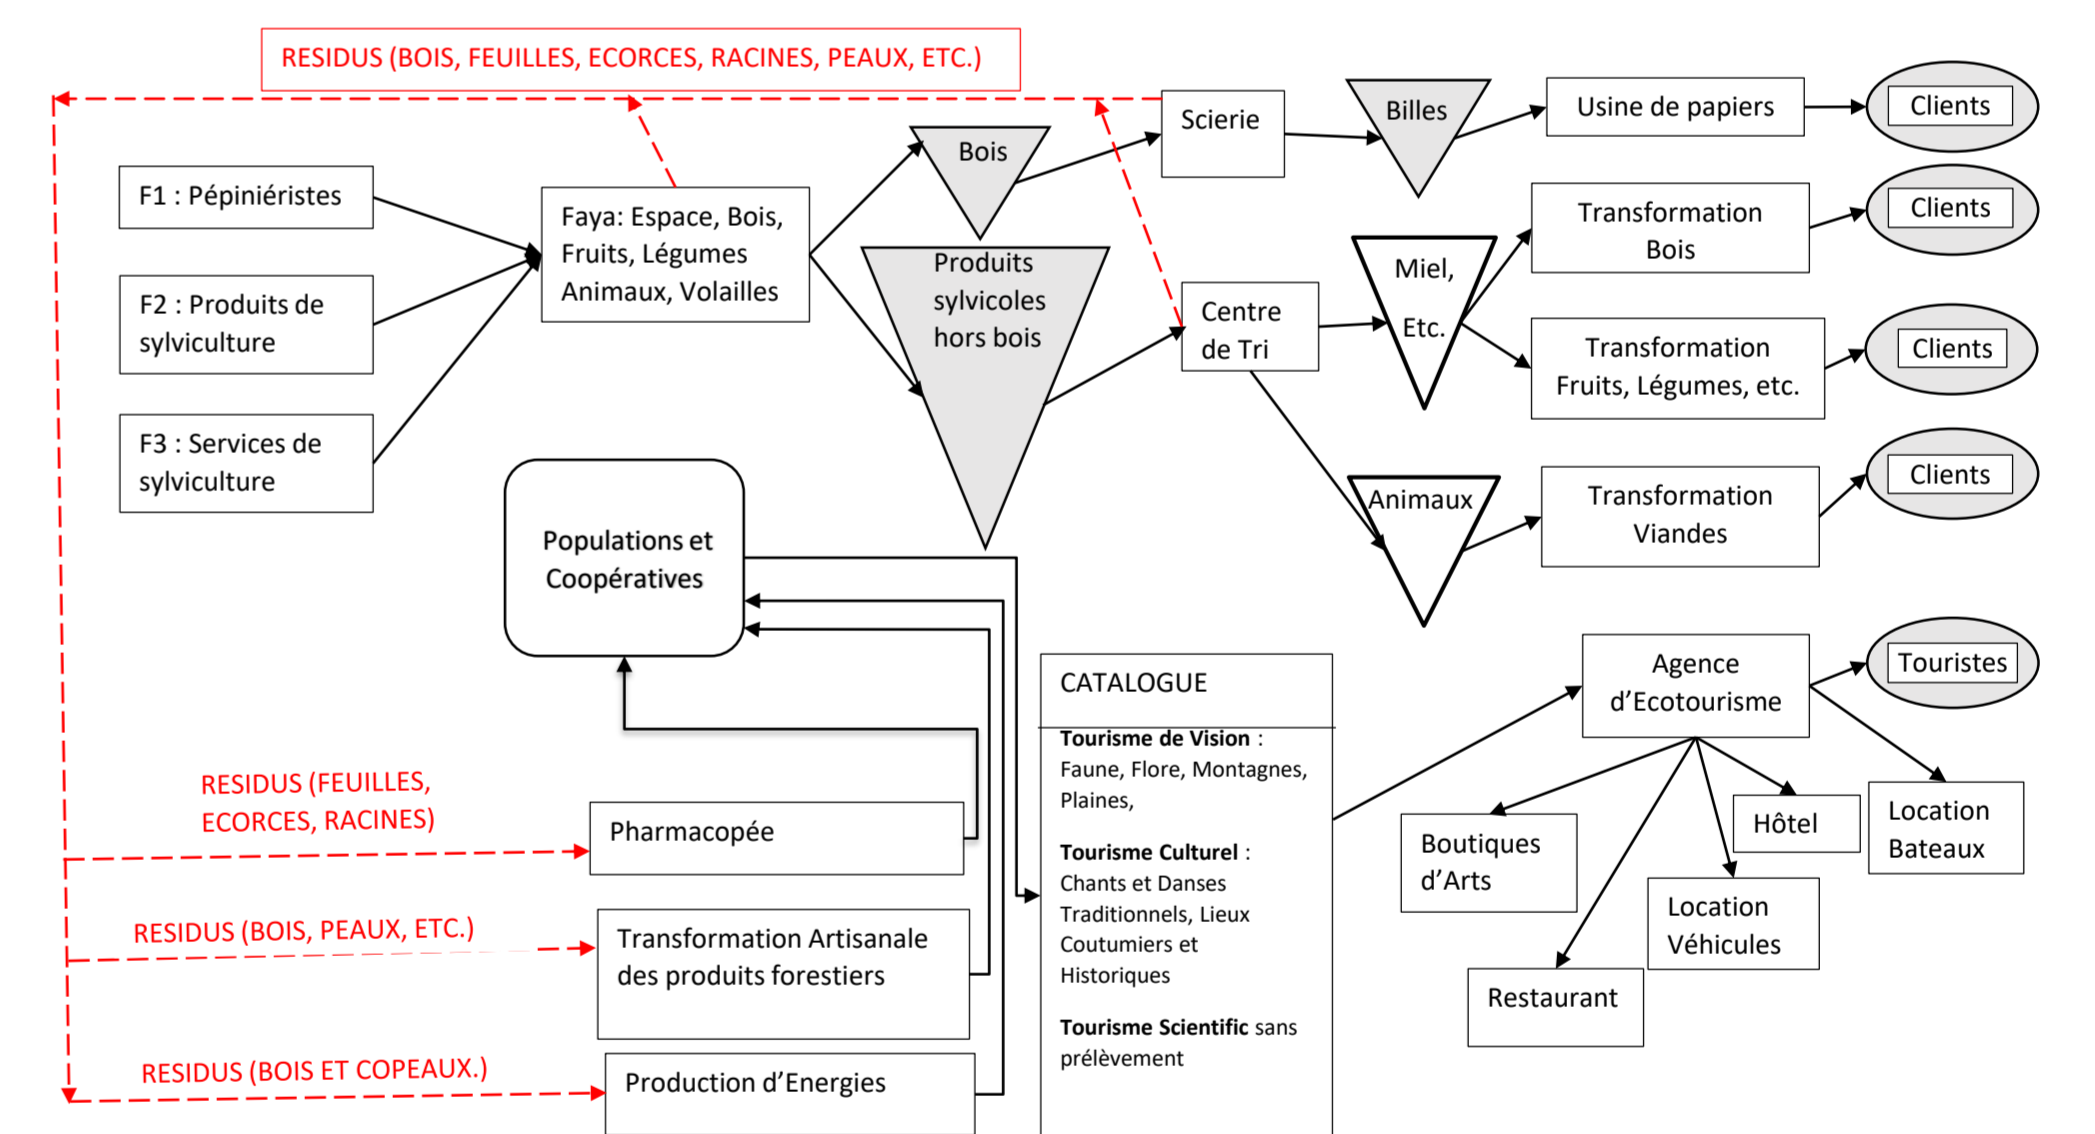 RESIDUS (BOIS, FEUILLES, ECORCES, RACINES, PEAUX, ETC.)
F1 : Pépiniéristes
F2 : Produits de
sylviculture
F3 : Services de
sylviculture
Faya: Espace, Bois,
Fruits, Légumes
Animaux, Volailles
Bois
Produits
sylvicoles
hors bois
Scierie
Centre
de Tri
Billes
Miel,
Etc.
Animaux
Usine de papiers
Transformation
Bois
Transformation
Fruits, Légumes, etc.
Transformation
Viandes
Clients
Clients
Clients
Clients
Populations et
Coopératives
RESIDUS (FEUILLES,
ECORCES, RACINES)
Pharmacopée
RESIDUS (BOIS, PEAUX, ETC.)
Transformation Artisanale
des produits forestiers
RESIDUS (BOIS ET COPEAUX.)
Production d’Energies
CATALOGUE
Tourisme de Vision :
Faune, Flore, Montagnes,
Plaines,
Tourisme Culturel :
Chants et Danses
Traditionnels, Lieux
Coutumiers et
Historiques
Tourisme Scientific sans
prélèvement
Agence
d’Ecotourisme
Touristes
Boutiques
d’Arts
Restaurant
Location
Véhicules
Hôtel
Location
Bateaux